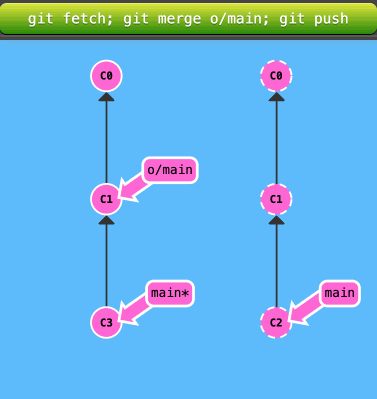 git fetch; git merge o/main; git push
C0 C0
o/main
C1 C1
main* main
C3 C2